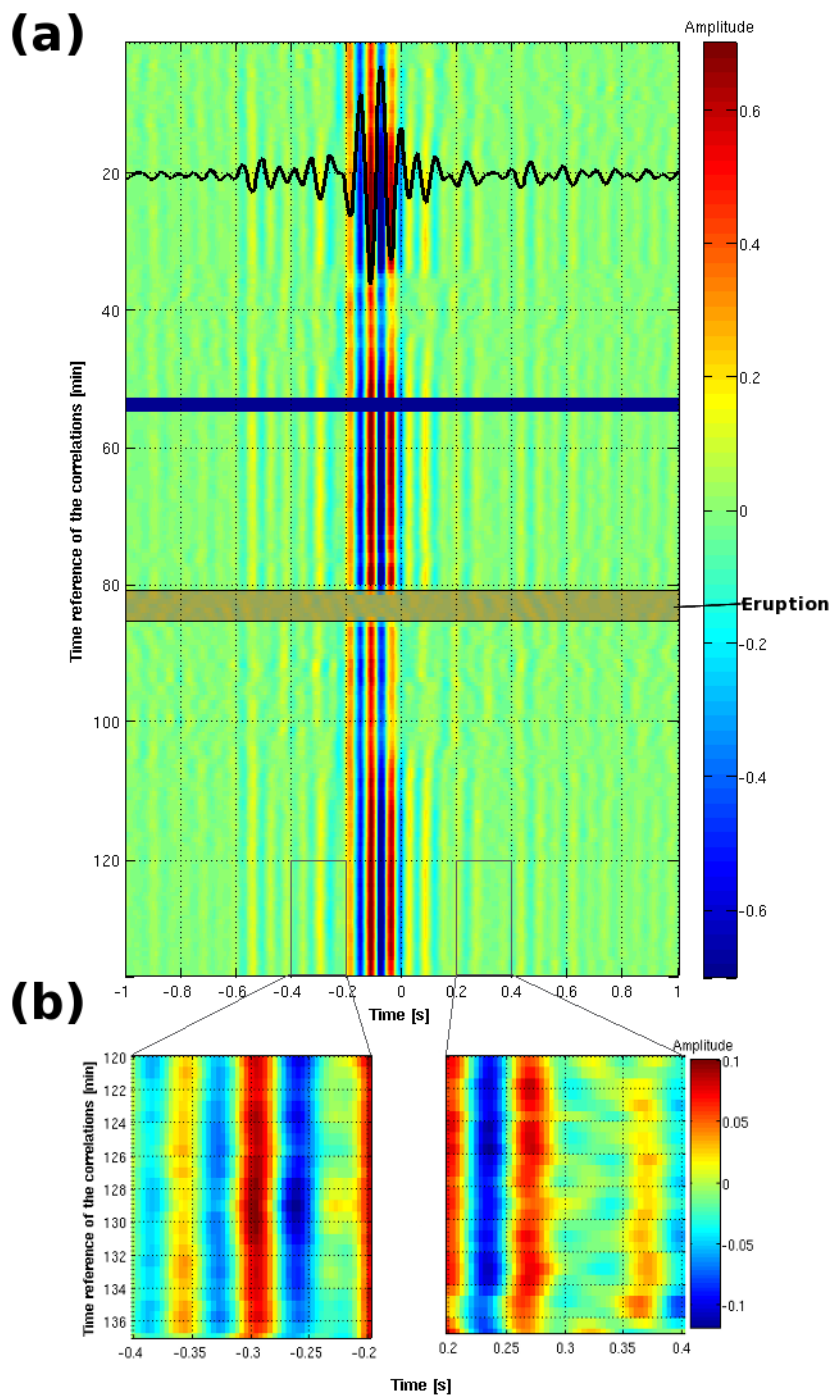 (a)
Amplitude
20
40
60
80
100
120
Time reference of the correlations [min]
0.6
0.4
0.2
0
-0.2
-0.4
-0.6
Eruption
-1 -0.8 -0.6 -0.4 -0.2 0 0.2 0.4 0.6 0.8 1
Time [s]
(b)
Time reference of the correlations [min]
120
122
124
126
128
130
132
134
136
-0.4 -0.35 -0.3 -0.25 -0.2
Amplitude
0.1
0.05
0
-0.05
-0.1
0.2 0.25 0.3 0.35 0.4
Time [s]